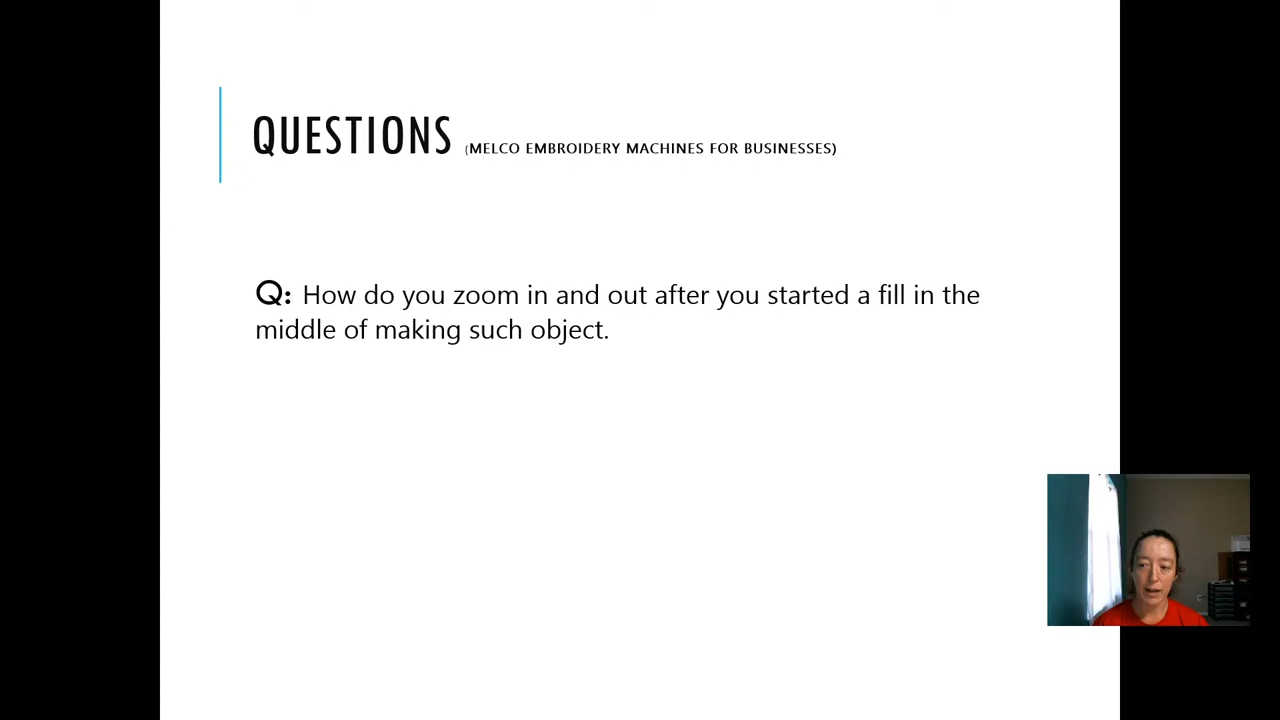 QUESTIONS (MELCO EMBROIDERY MACHINES FOR BUSINESSES)
Q: How do you zoom in and out after you started a fill in the
middle of making such object.